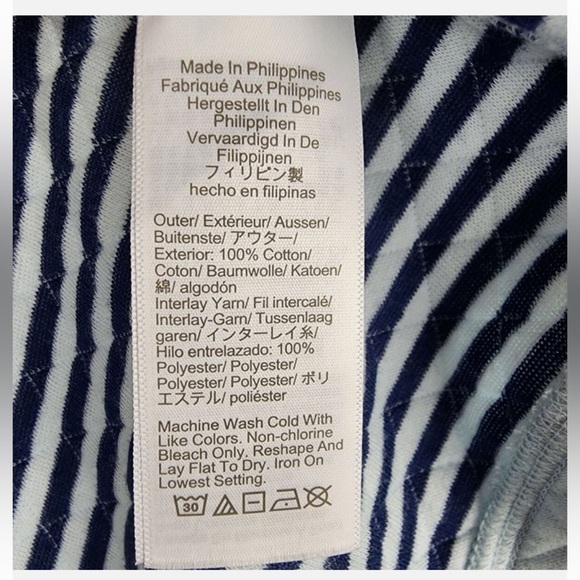 Made In Philippines
Fabriqué Aux Philippines
Hergestellt In Den
Philippinen
Vervaardigd In De
Filippijnen
フィリピン製
hecho en filipinas
Outer/ Extérieur/ Aussen/
Buitenste/ アウター/
Exterior: 100% Cotton/
Coton/ Baumwolle/ Katoen/
綿/ algodón
Interlay Yarn/ Fil intercalé/
Interlay-Garn/ Tussenlaag
garen/ インターレイ糸/
Hilo entrelazado: 100%
Polyester/ Polyester/
Polyester/ Polyester/ ポリ
エステル/ poliéster
Machine Wash Cold With
Like Colors. Non-chlorine
Bleach Only. Reshape And
Lay Flat To Dry. Iron On
Lowest Setting.
30